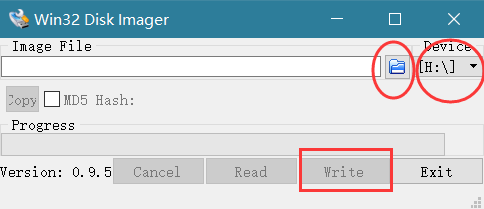 Win32 Disk Imager
Image File Device
[H:\]
Copy MD5 Hash:
Progress
Version: 0.9.5 Cancel Read Write Exit